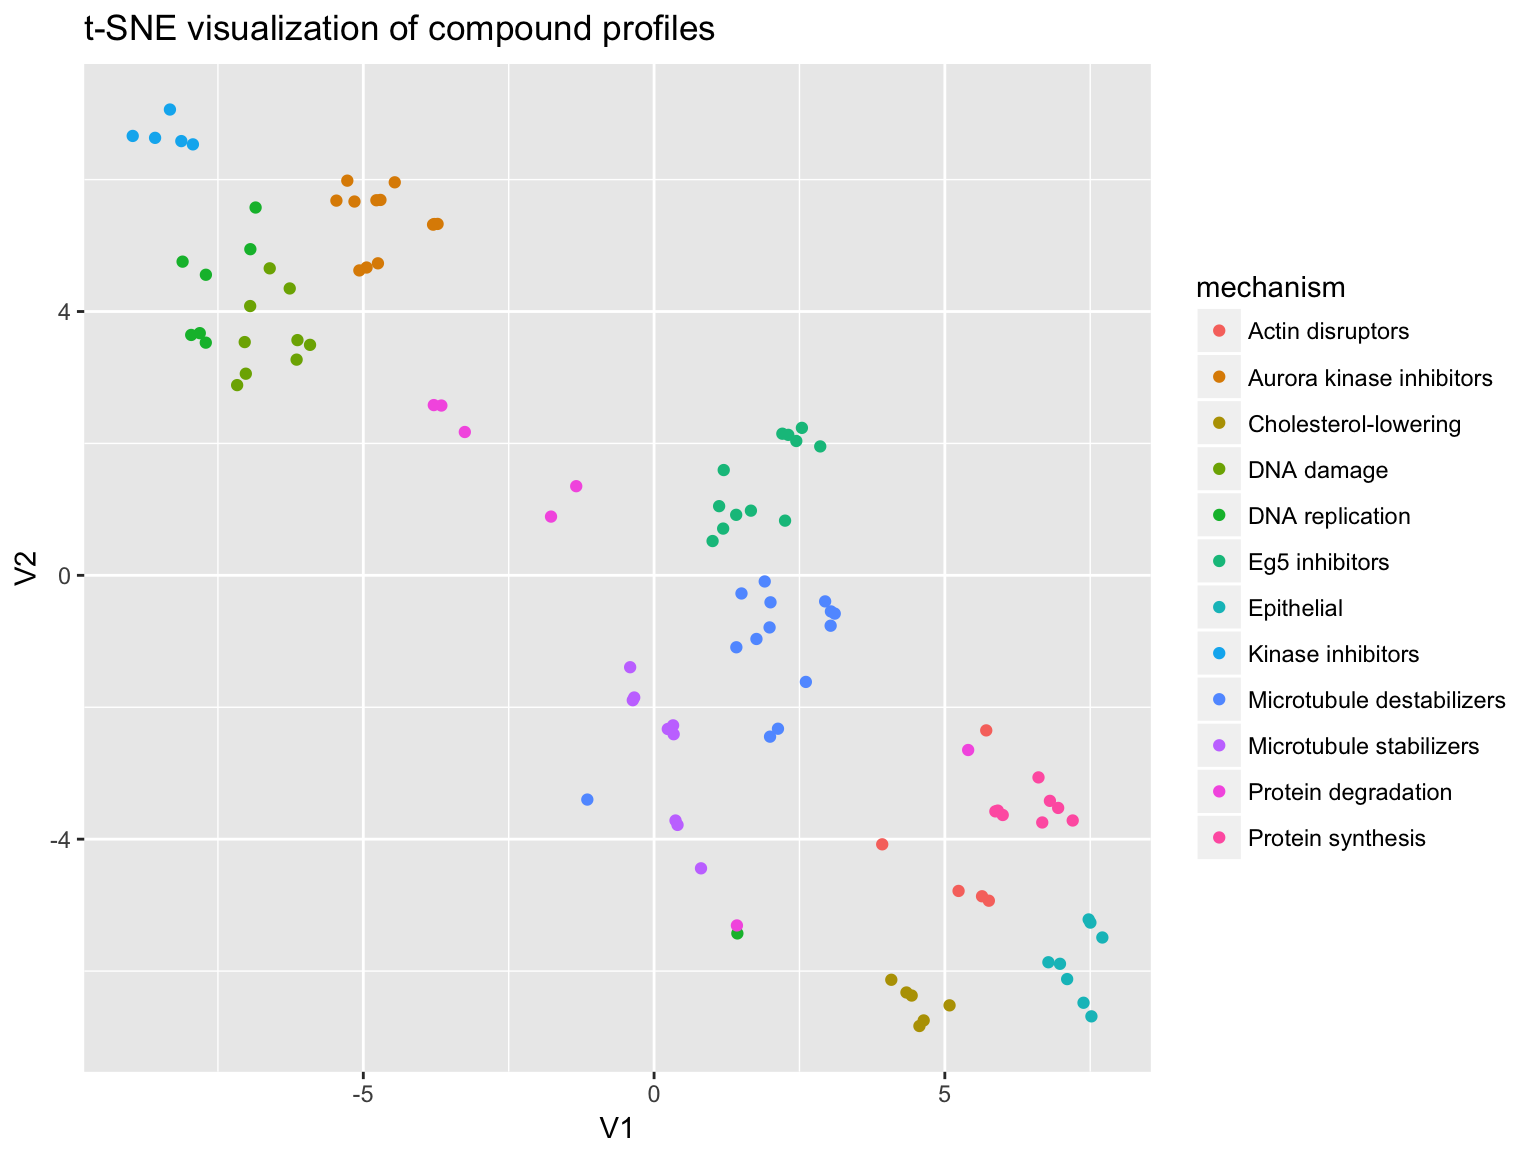 t-SNE visualization of compound profiles
V2
4
0
-4
-5
0
5
V1
mechanism
Actin disruptors
Aurora kinase inhibitors
Cholesterol-lowering
DNA damage
DNA replication
Eg5 inhibitors
Epithelial
Kinase inhibitors
Microtubule destabilizers
Microtubule stabilizers
Protein degradation
Protein synthesis